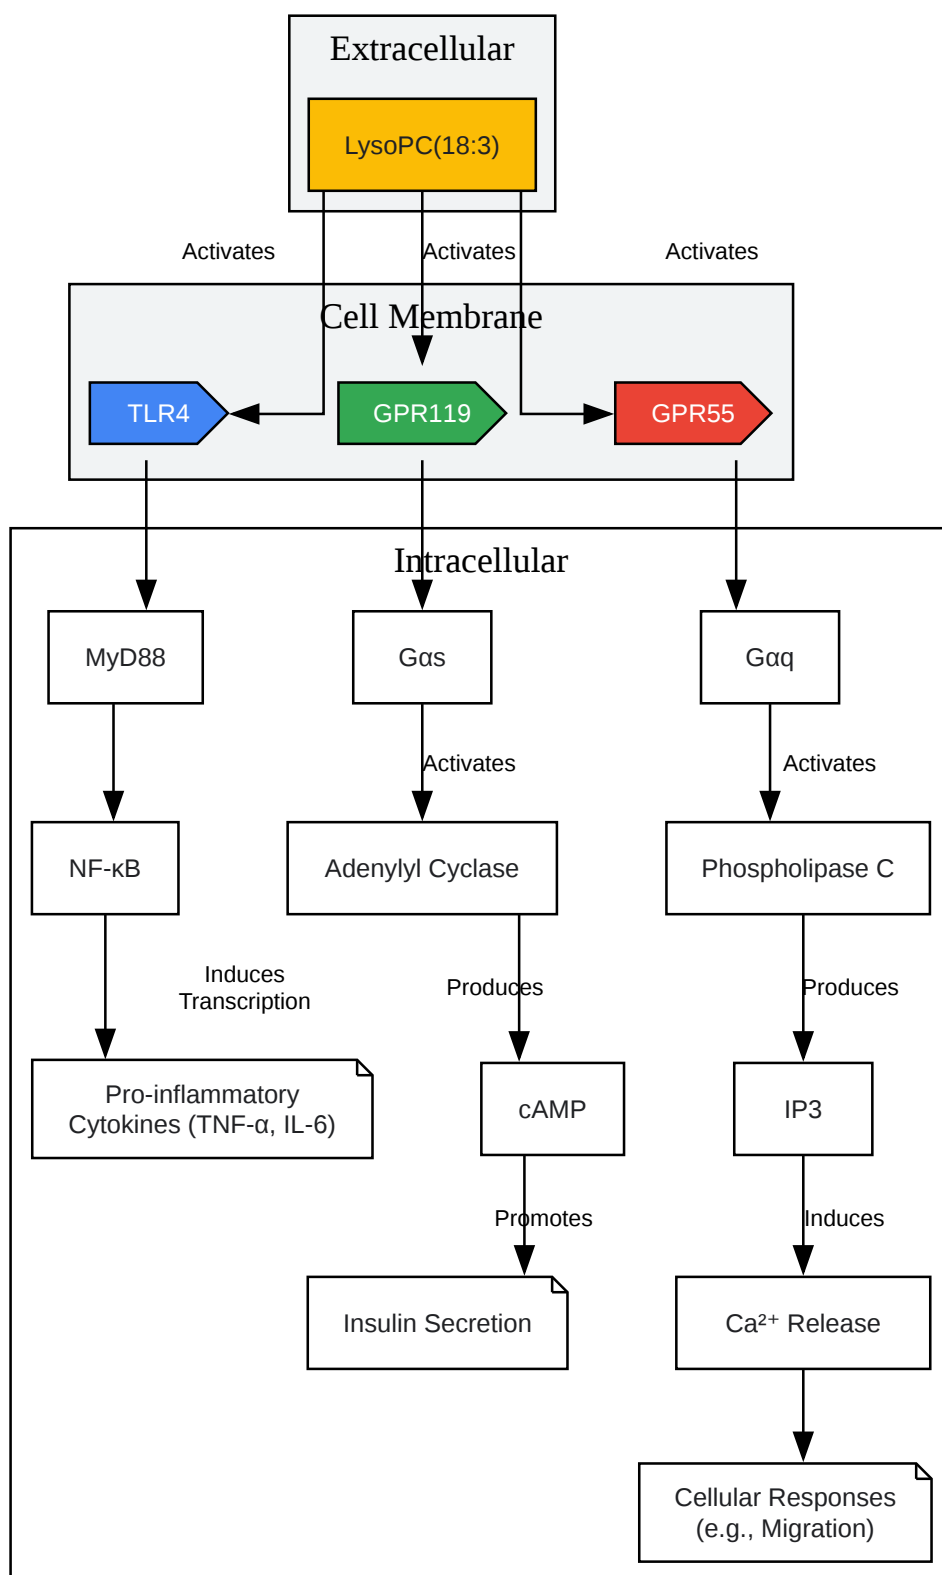 Extracellular
LysoPC(18:3)
Activates
Activates
Activates
Cell Membrane
TLR4
GPR119
GPR55
Intracellular
MyD88
Gαs
Gαq
Activates
Activates
NF-κB
Adenylyl Cyclase
Phospholipase C
Induces
Transcription
Produces
Produces
Pro-inflammatory
Cytokines (TNF-α, IL-6)
cAMP
IP3
Promotes
Induces
Insulin Secretion
Ca²⁺ Release
Cellular Responses
(e.g., Migration)